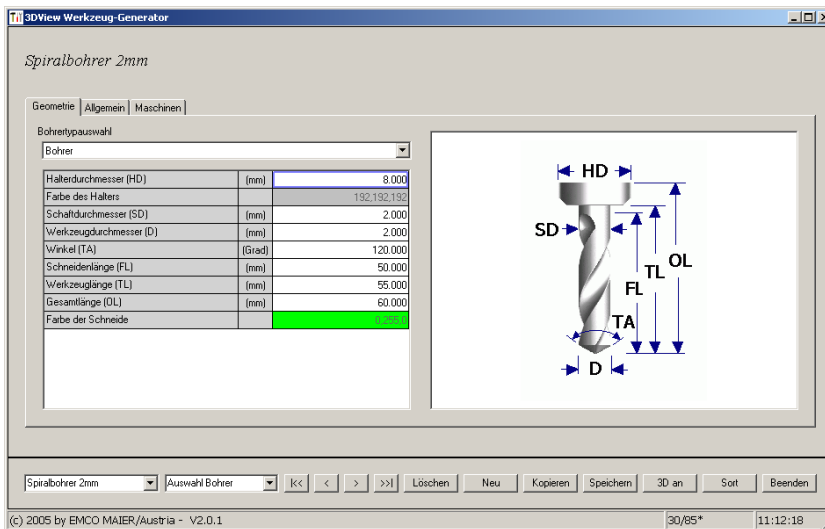 3DView Werkzeug-Generator
Spiralbohrer 2mm
Geometrie Allgemein Maschinen
Bohrertypauswahl
Bohrer
Halterdurchmesser (HD) (mm) 8.000
Farbe des Halters 192,192,192
Schaftdurchmesser (SD) (mm) 2.000
Werkzeugdurchmesser (D) (mm) 2.000
Winkel (TA) (Grad) 120.000
Schneidenlänge (FL) (mm) 50.000
Werkzeuglänge (TL) (mm) 55.000
Gesamtlänge (OL) (mm) 60.000
Farbe der Schneide 0,255,0
HD
SD
OL
TL
FL
TA
D
Spiralbohrer 2mm Auswahl Bohrer |<< < > >>| Löschen Neu Kopieren Speichern 3D an Sort Beenden
(c) 2005 by EMCO MAIER/Austria - V2.0.1 30/85* 11:12:18